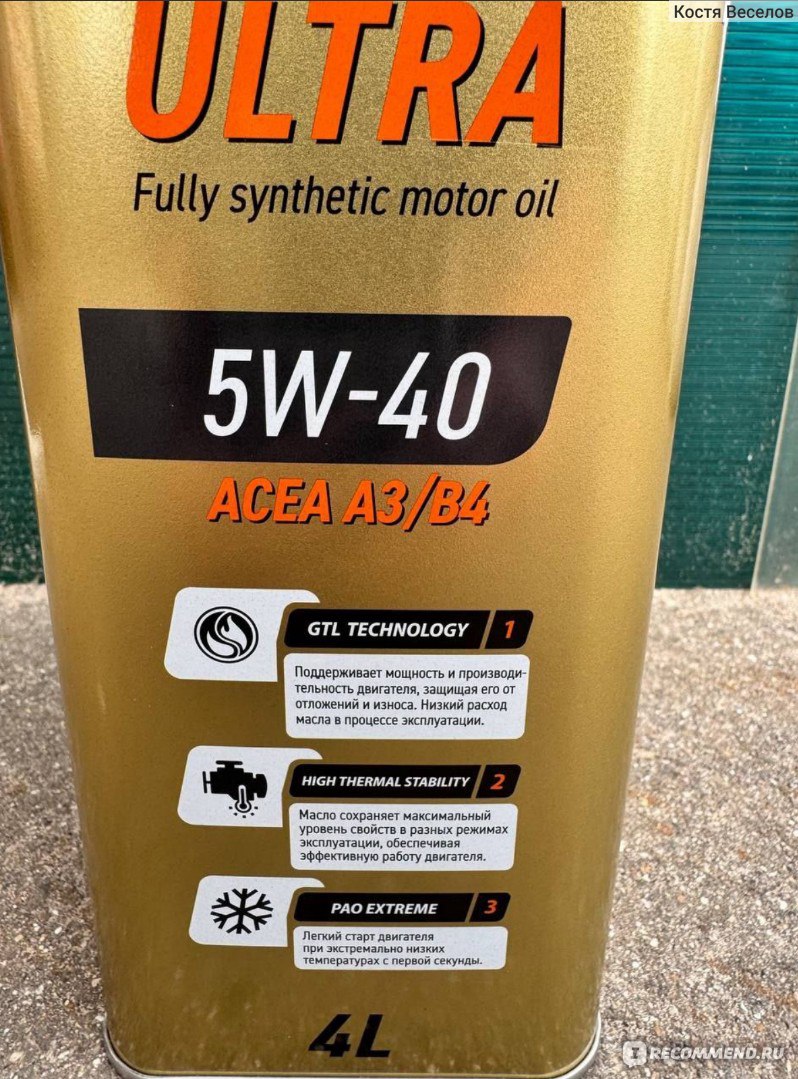 Костя Веселов
ULTRA
Fully synthetic motor oil
5W-40
ACEA A3/B4
GTL TECHNOLOGY 1
Поддерживает мощность и производи-
тельность двигателя, защищая его от
отложений и износа. Низкий расход
масла в процессе эксплуатации.
HIGH THERMAL STABILITY 2
Масло сохраняет максимальный
уровень свойств в разных режимах
эксплуатации, обеспечивая
эффективную работу двигателя.
PAO EXTREME 3
Легкий старт двигателя
при экстремально низких
температурах с первой секунды.
4L
IRECOMMEND.RU